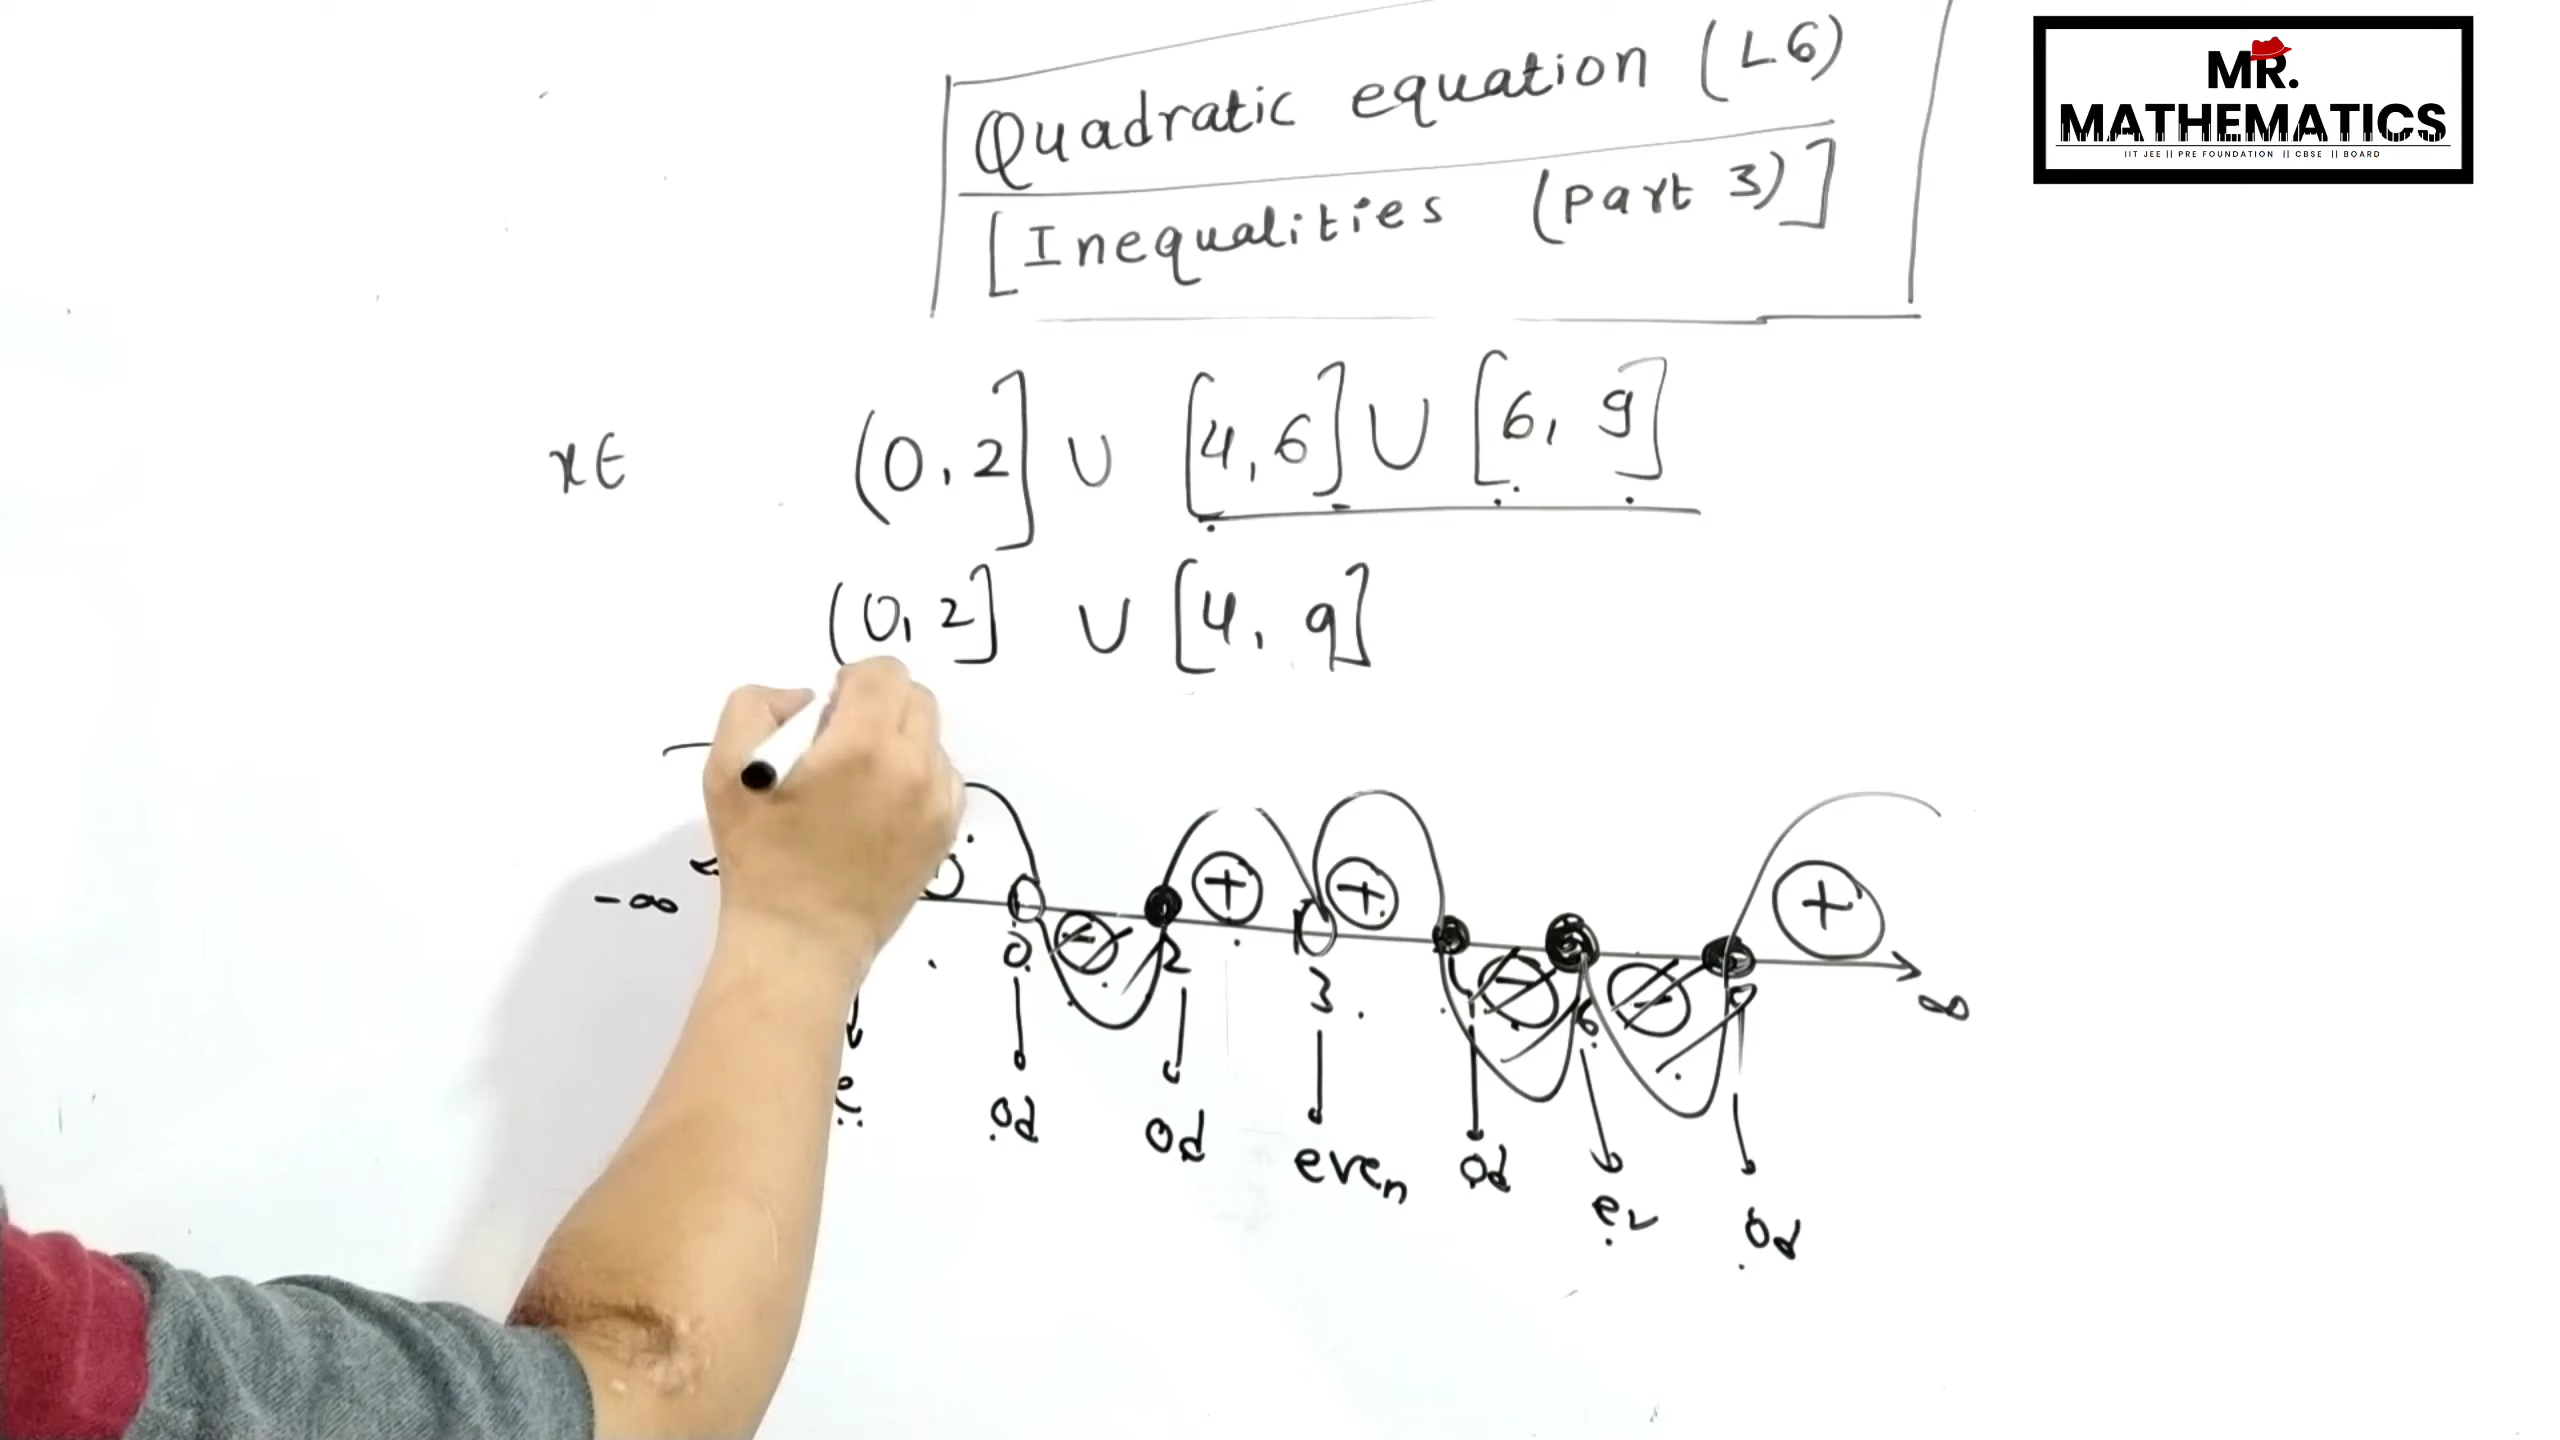 Quadratic equation (L6)
[Inequalities (part 3)]
MR.
MATHEMATICS
IIT JEE || PRE FOUNDATION || CBSE || BOARD
x∈ (0, 2] ∪ [4, 6] ∪ [6, 9]
(0, 2] ∪ [4, 9]
+ + +
-∞ 0 - 2 3 - 6 - 9 ∞
od od even od ev od